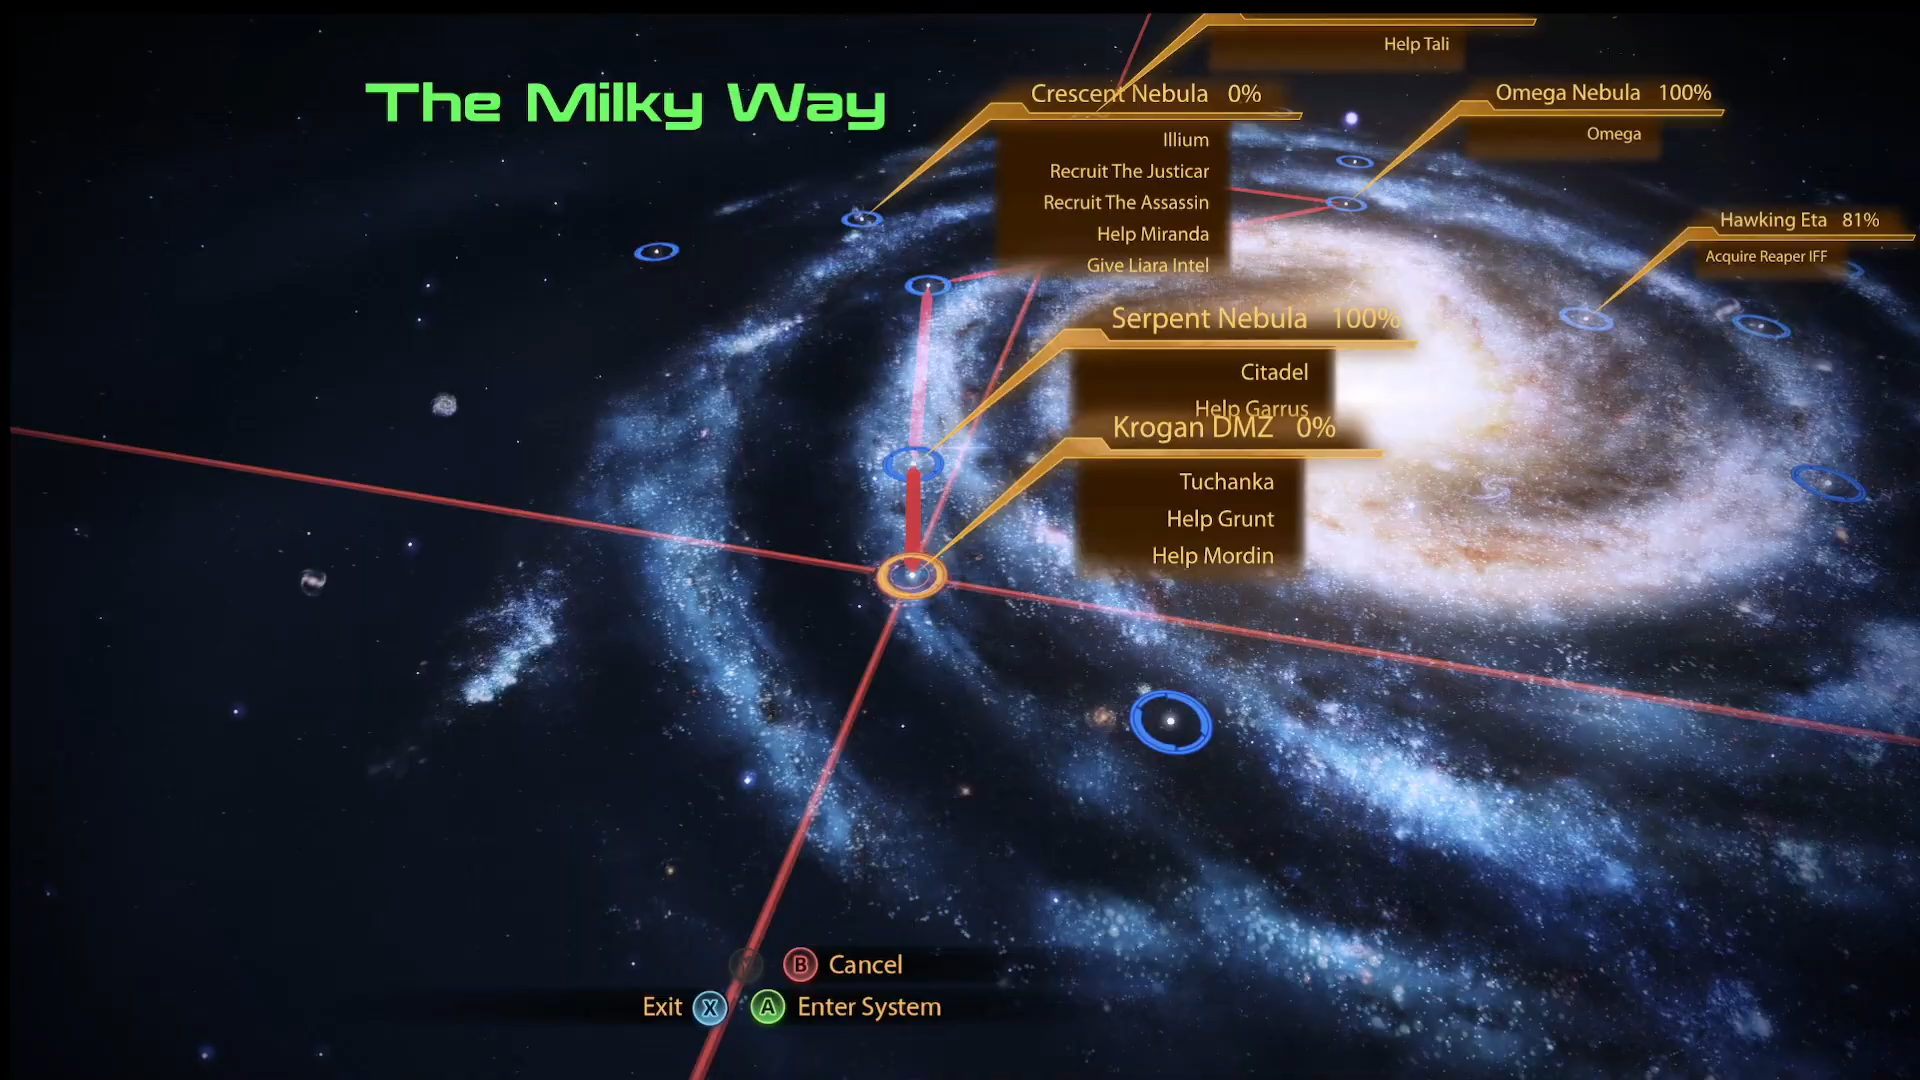 Help Tali
The Milky Way
Crescent Nebula 0%
Illium
Recruit The Justicar
Recruit The Assassin
Help Miranda
Give Liara Intel
Omega Nebula 100%
Omega
Hawking Eta 81%
Acquire Reaper IFF
Serpent Nebula 100%
Citadel
Help Garrus
Krogan DMZ 0%
Tuchanka
Help Grunt
Help Mordin
B Cancel
Exit X
A Enter System